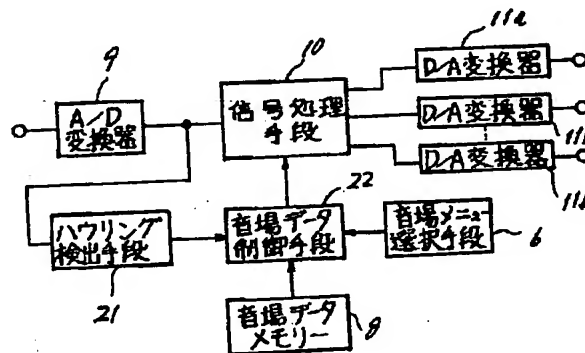 11a
9
10
D/A変換器
A/D
変換器
信号処理
手段
D/A変換器
11b
D/A変換器
22
11n
ハウリング
検出手段
音場データ
制御手段
音場メニュー
選択手段
21
6
音場データ
メモリー
8